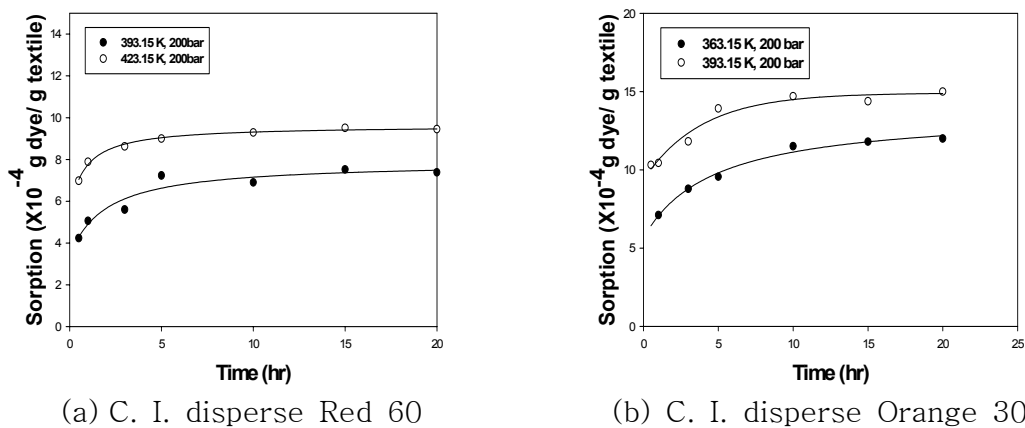 Sorption (X10-4 g dye/ g textile)
14
12
10
8
6
4
2
0
393.15 K, 200bar
423.15 K, 200bar
0 5 10 15 20
Time (hr)
(a) C. I. disperse Red 60
Sorption (X10-4 g dye/ g textile)
20
15
10
5
0
363.15 K, 200 bar
393.15 K, 200 bar
0 5 10 15 20 25
Time (hr)
(b) C. I. disperse Orange 30